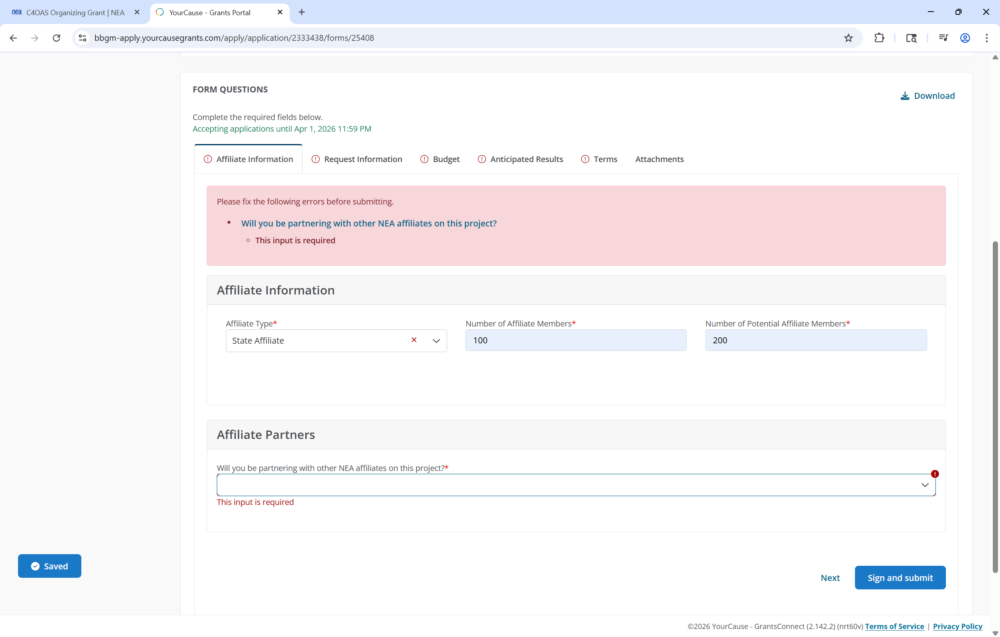 nea C4OAS Organizing Grant | NEA
YourCause - Grants Portal
bbgm-apply.yourcausegrants.com/apply/application/2333438/forms/25408
FORM QUESTIONS
Download
Complete the required fields below.
Accepting applications until Apr 1, 2026 11:59 PM
Affiliate Information
Request Information
Budget
Anticipated Results
Terms
Attachments
Please fix the following errors before submitting.
• Will you be partnering with other NEA affiliates on this project?
◦ This input is required
Affiliate Information
Affiliate Type*
Number of Affiliate Members*
Number of Potential Affiliate Members*
State Affiliate
100
200
Affiliate Partners
Will you be partnering with other NEA affiliates on this project?*
This input is required
Saved
Next
Sign and submit
©2026 YourCause - GrantsConnect (2.142.2) (nrt60v) Terms of Service | Privacy Policy